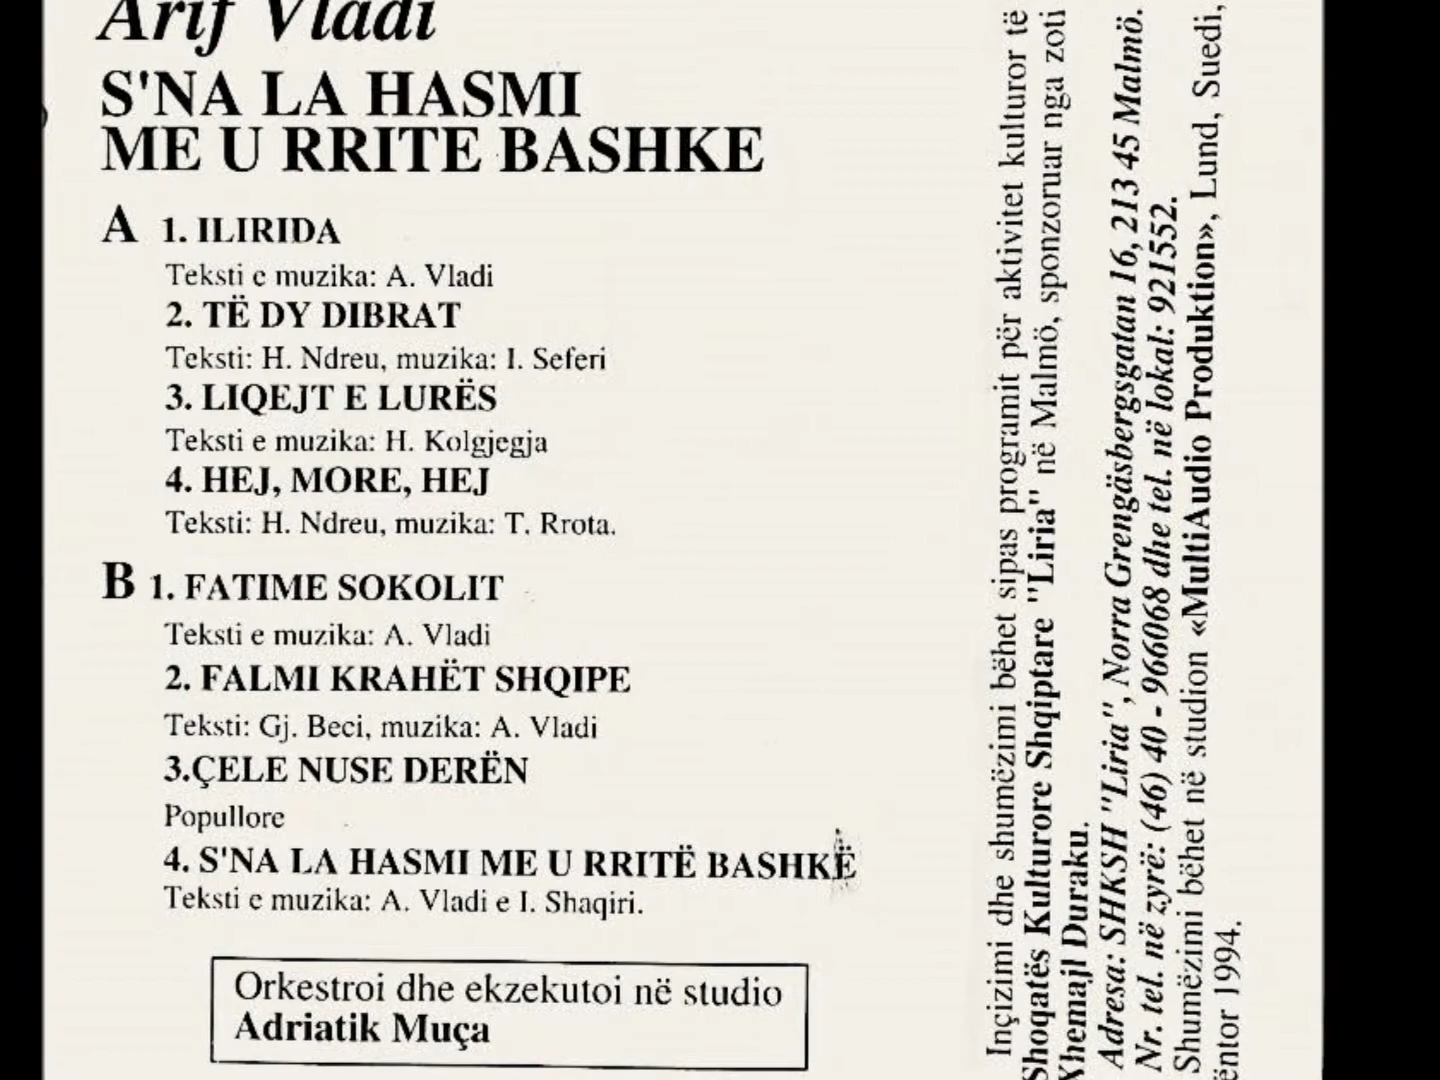 Arif Vladi
S'NA LA HASMI
ME U RRITE BASHKE
A 1. ILIRIDA
Teksti e muzika: A. Vladi
2. TË DY DIBRAT
Teksti: H. Ndreu, muzika: I. Seferi
3. LIQEJT E LURËS
Teksti e muzika: H. Kolgjegja
4. HEJ, MORE, HEJ
Teksti: H. Ndreu, muzika: T. Rrota.
B 1. FATIME SOKOLIT
Teksti e muzika: A. Vladi
2. FALMI KRAHËT SHQIPE
Teksti: Gj. Beci, muzika: A. Vladi
3.ÇELE NUSE DERËN
Popullore
4. S'NA LA HASMI ME U RRITË BASHKË
Teksti e muzika: A. Vladi e I. Shaqiri.
Orkestroi dhe ekzekutoi në studio
Adriatik Muça
Inçizimi dhe shumëzimi bëhet sipas programit për aktivitet kulturor të
Shoqatës Kulturore Shqiptare "Liria" në Malmö, sponzoruar nga zoti
Xhemajl Duraku.
Adresa: SHKSH "Liria", Norra Grengäsbergsgatan 16, 213 45 Malmö.
Nr. tel. në zyrë: (46) 40 - 966068 dhe tel. në lokal: 921552.
Shumëzimi bëhet në studion «MultiAudio Produktion», Lund, Suedi,
ëntor 1994.